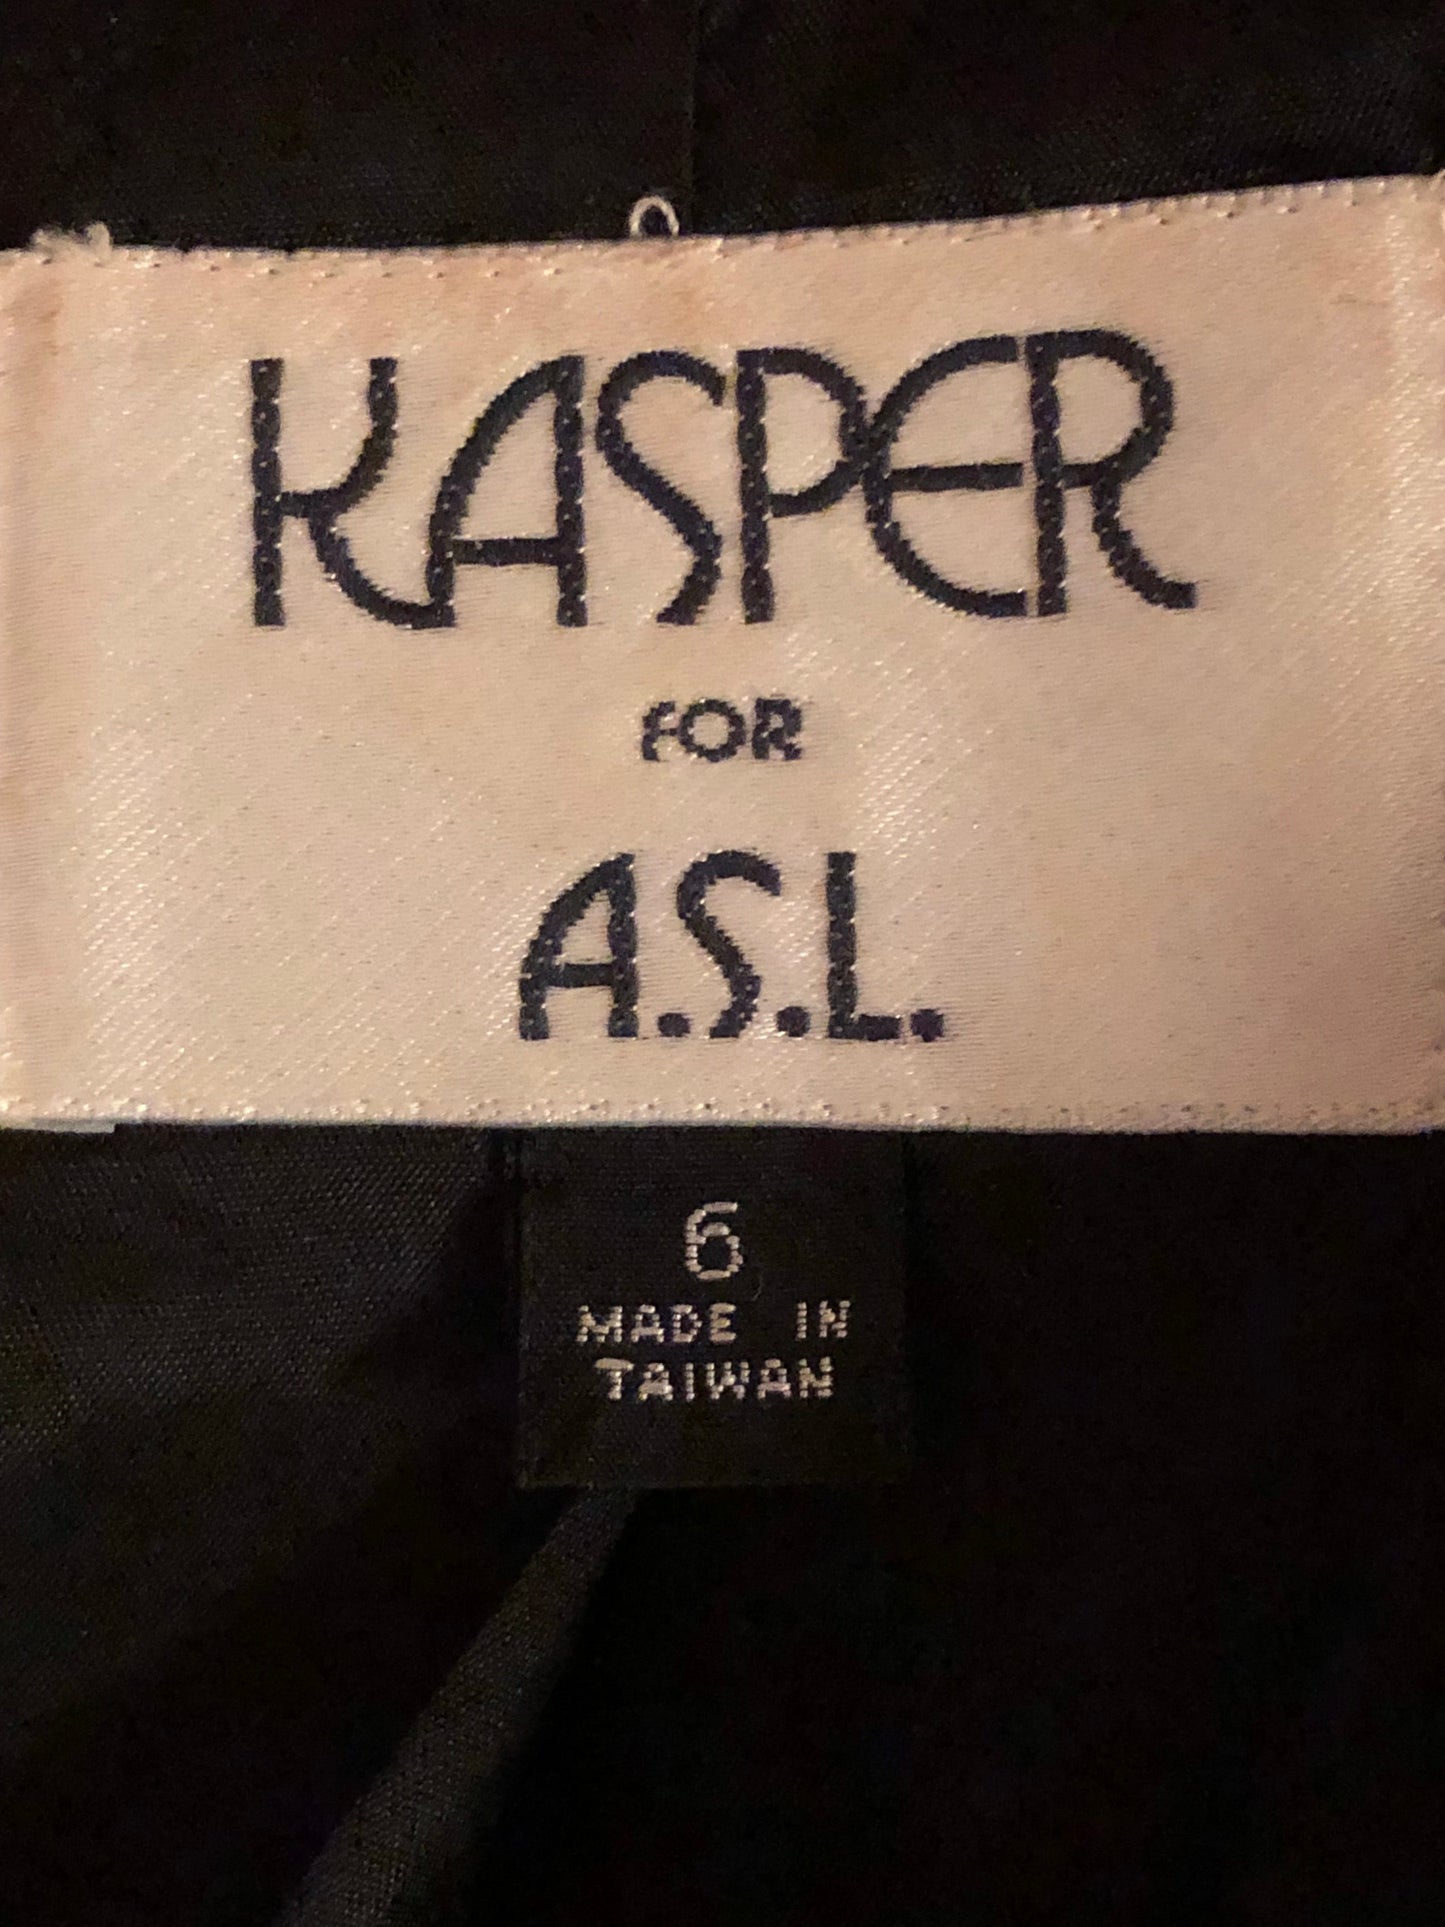 KASPER
FOR
A.S.L.
6
MADE IN
TAIWAN